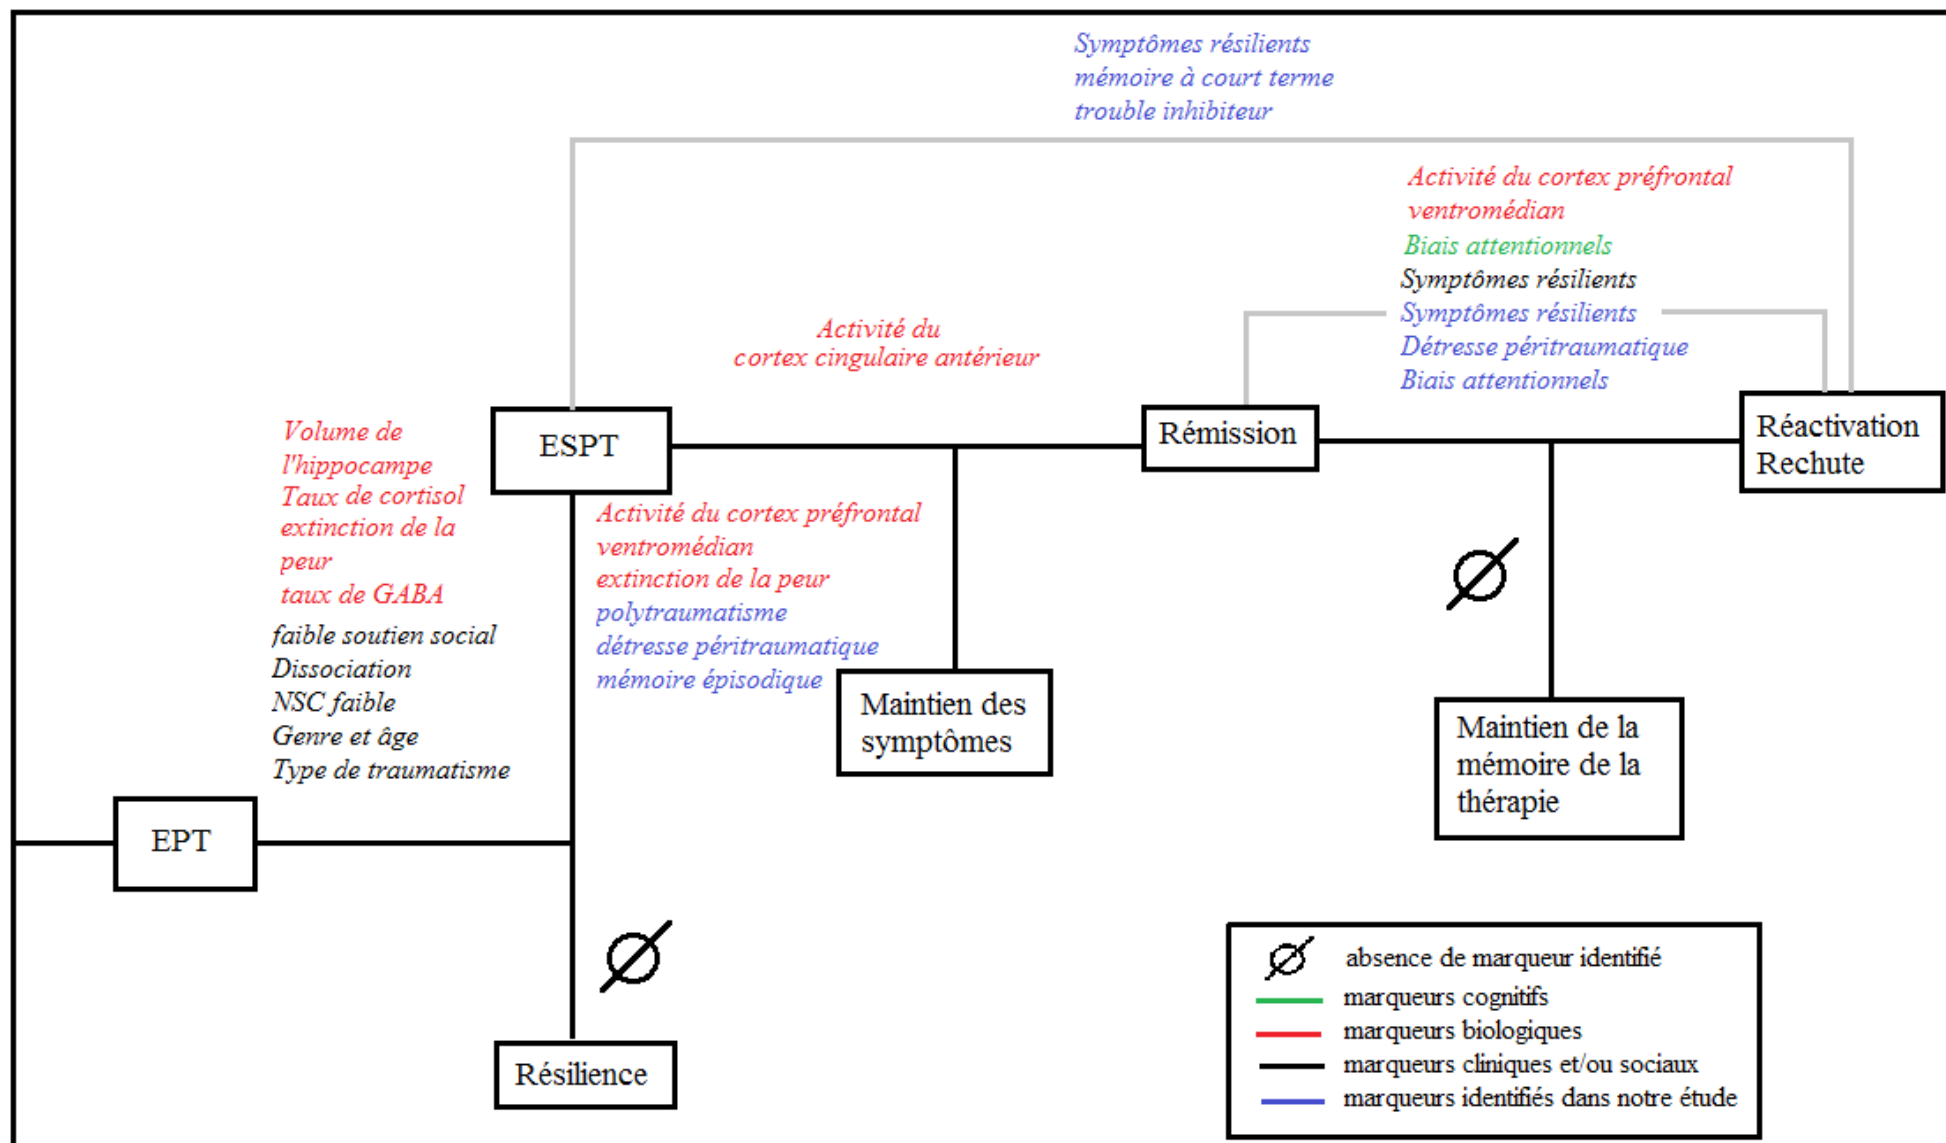 Symptômes résilients
mémoire à court terme
trouble inhibiteur
Activité du cortex préfrontal
ventromédian
Biais attentionnels
Symptômes résilients
Symptômes résilients
Détresse péritraumatique
Biais attentionnels
Activité du
cortex cingulaire antérieur
ESPT
Rémission
Réactivation
Rechute
Volume de
l'hippocampe
Taux de cortisol
extinction de la
peur
taux de GABA
faible soutien social
Dissociation
NSC faible
Genre et âge
Type de traumatisme
Activité du cortex préfrontal
ventromédian
extinction de la peur
polytraumatisme
détresse péritraumatique
mémoire épisodique
Maintien des
symptômes
Maintien de la
mémoire de la
thérapie
EPT
Résilience
absence de marqueur identifié
marqueurs cognitifs
marqueurs biologiques
marqueurs cliniques et/ou sociaux
marqueurs identifiés dans notre étude